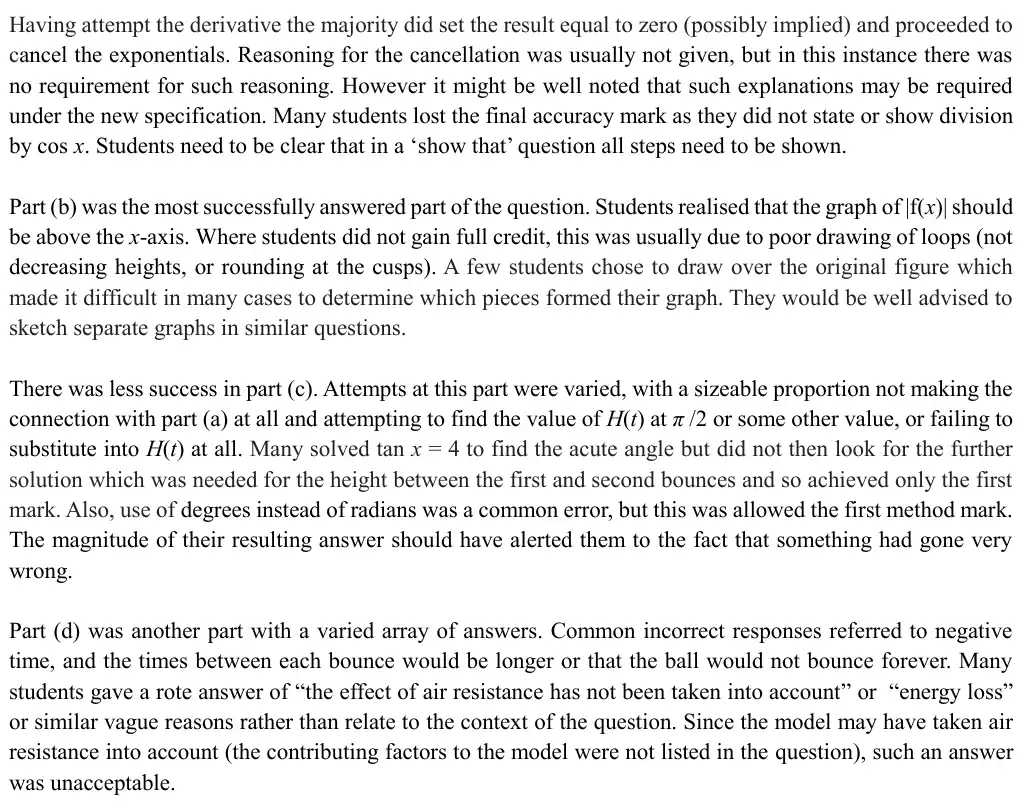 Having attempt the derivative the majority did set the result equal to zero (possibly implied) and proceeded to
cancel the exponentials. Reasoning for the cancellation was usually not given, but in this instance there was
no requirement for such reasoning. However it might be well noted that such explanations may be required
under the new specification. Many students lost the final accuracy mark as they did not state or show division
by cos x. Students need to be clear that in a ‘show that’ question all steps need to be shown.
Part (b) was the most successfully answered part of the question. Students realised that the graph of |f(x)| should
be above the x-axis. Where students did not gain full credit, this was usually due to poor drawing of loops (not
decreasing heights, or rounding at the cusps). A few students chose to draw over the original figure which
made it difficult in many cases to determine which pieces formed their graph. They would be well advised to
sketch separate graphs in similar questions.
There was less success in part (c). Attempts at this part were varied, with a sizeable proportion not making the
connection with part (a) at all and attempting to find the value of H(t) at π /2 or some other value, or failing to
substitute into H(t) at all. Many solved tan x = 4 to find the acute angle but did not then look for the further
solution which was needed for the height between the first and second bounces and so achieved only the first
mark. Also, use of degrees instead of radians was a common error, but this was allowed the first method mark.
The magnitude of their resulting answer should have alerted them to the fact that something had gone very
wrong.
Part (d) was another part with a varied array of answers. Common incorrect responses referred to negative
time, and the times between each bounce would be longer or that the ball would not bounce forever. Many
students gave a rote answer of “the effect of air resistance has not been taken into account” or “energy loss”
or similar vague reasons rather than relate to the context of the question. Since the model may have taken air
resistance into account (the contributing factors to the model were not listed in the question), such an answer
was unacceptable.